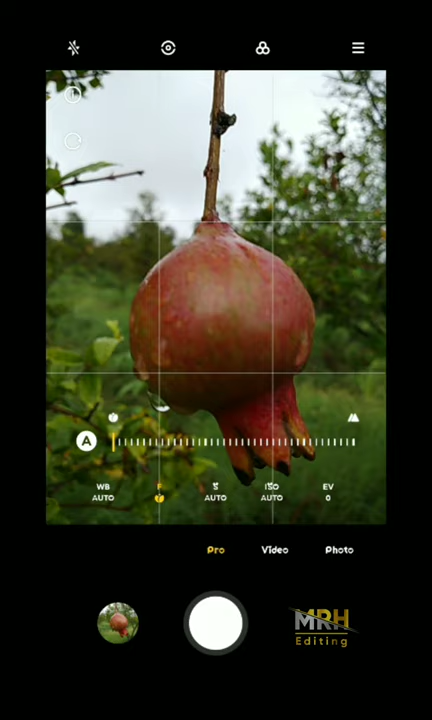 A
WB F S ISO EV
AUTO AUTO AUTO 0
Pro Video Photo
MRH
Editing